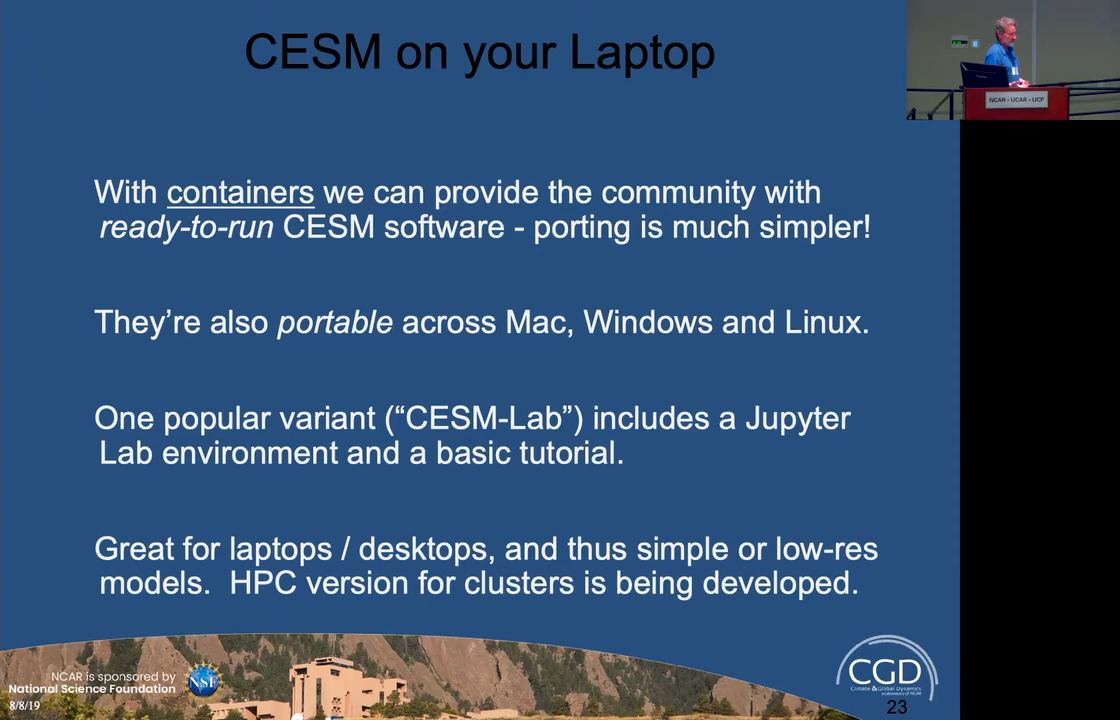 CESM on your Laptop
NCAR - UCAR - UCP
With containers we can provide the community with
ready-to-run CESM software - porting is much simpler!
They're also portable across Mac, Windows and Linux.
One popular variant (“CESM-Lab”) includes a Jupyter
Lab environment and a basic tutorial.
Great for laptops / desktops, and thus simple or low-res
models.  HPC version for clusters is being developed.
NCAR is sponsored by
National Science Foundation
NSF
8/8/19
CGD
Climate & Global Dynamics
a Laboratory of NCAR
23